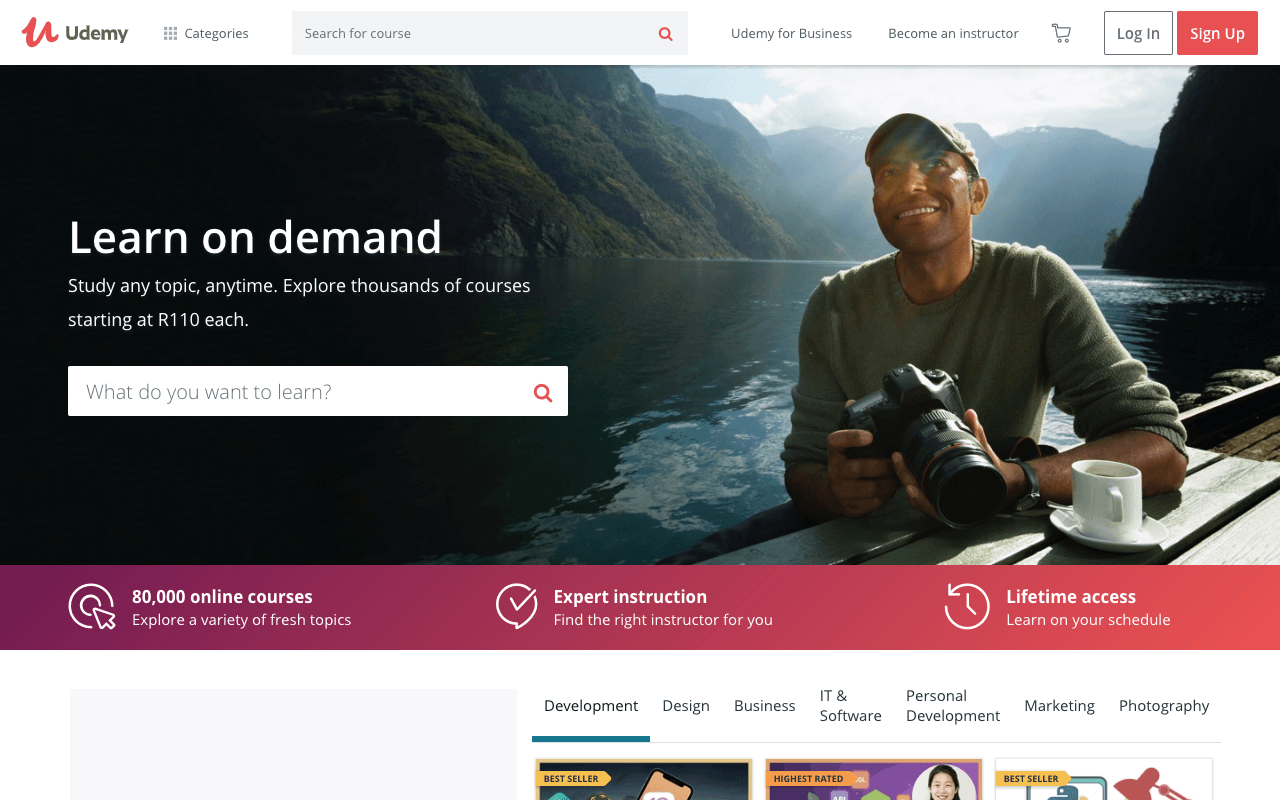 Udemy
Categories
Search for course
Udemy for Business
Become an instructor
Log In
Sign Up
Learn on demand
Study any topic, anytime. Explore thousands of courses
starting at R110 each.
What do you want to learn?
80,000 online courses
Explore a variety of fresh topics
Expert instruction
Find the right instructor for you
Lifetime access
Learn on your schedule
Development
Design
Business
IT &
Software
Personal
Development
Marketing
Photography
BEST SELLER
HIGHEST RATED
BEST SELLER
API